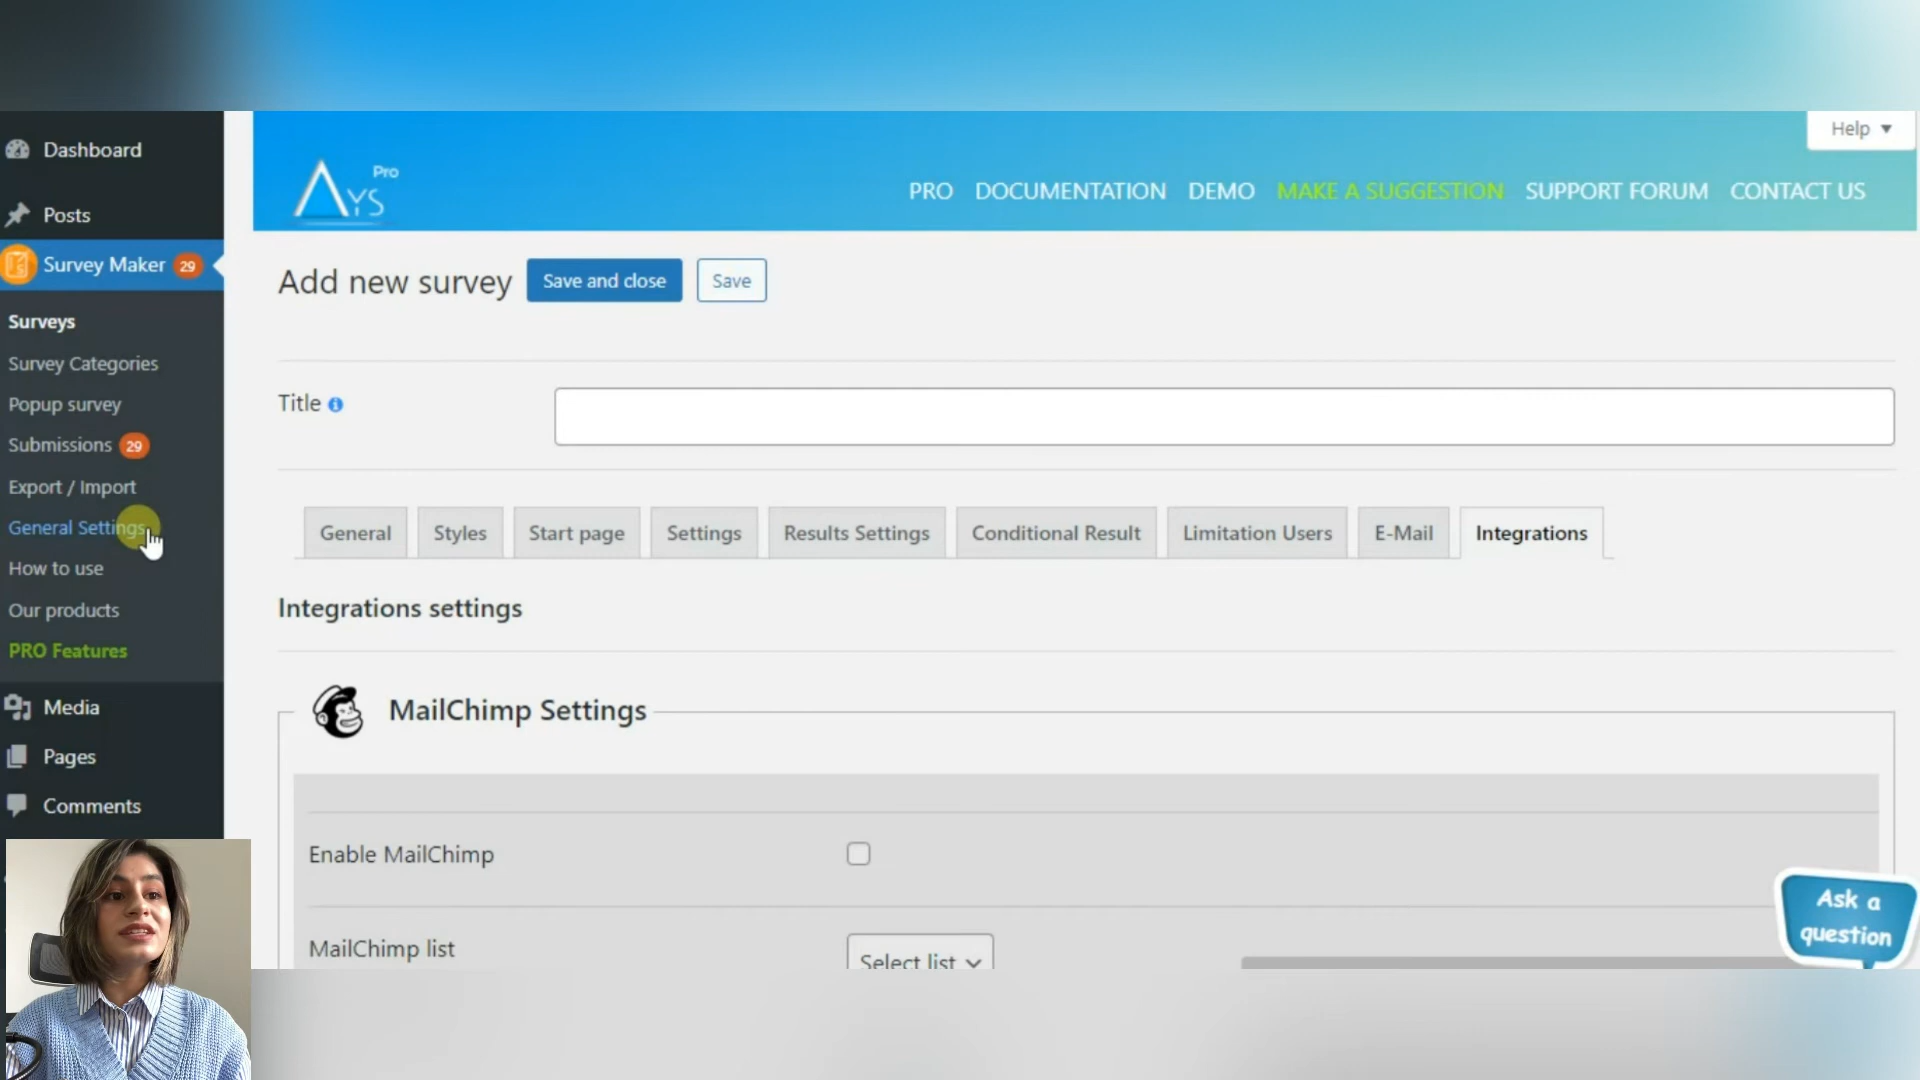 Dashboard
Posts
Survey Maker 29
Surveys
Survey Categories
Popup survey
Submissions 29
Export / Import
General Settings
How to use
Our products
PRO Features
Media
Pages
Comments
Help
AYS Pro
PRO DOCUMENTATION DEMO MAKE A SUGGESTION SUPPORT FORUM CONTACT US
Add new survey Save and close Save
Title
General Styles Start page Settings Results Settings Conditional Result Limitation Users E-Mail Integrations
Integrations settings
MailChimp Settings
Enable MailChimp
MailChimp list Select list
Ask a
question